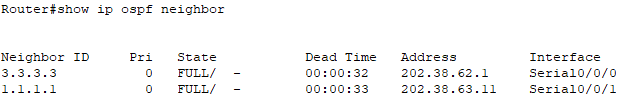 Router#show ip ospf neighbor
Neighbor ID     Pri   State           Dead Time   Address         Interface
3.3.3.3           0   FULL/  -        00:00:32    202.38.62.1     Serial0/0/0
1.1.1.1           0   FULL/  -        00:00:33    202.38.63.11    Serial0/0/1